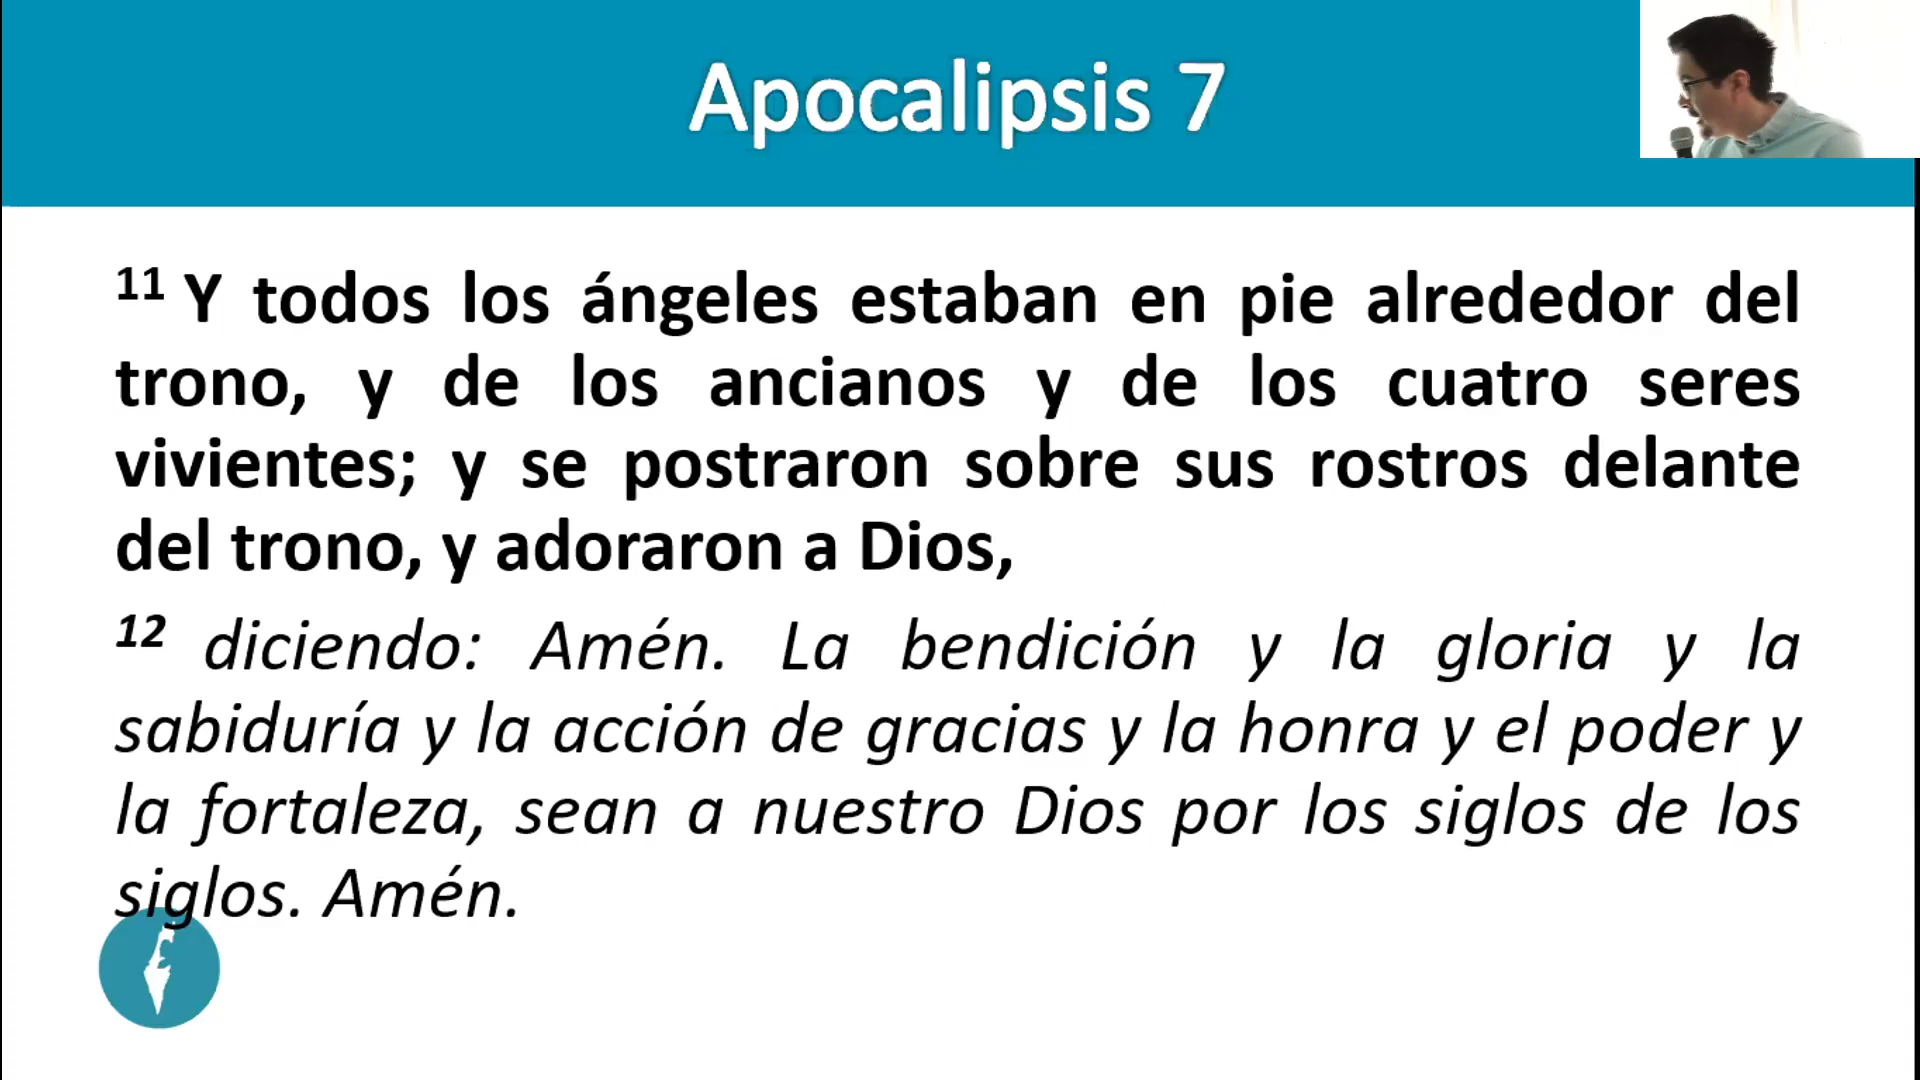 Apocalipsis 7
11 Y todos los ángeles estaban en pie alrededor del
trono, y de los ancianos y de los cuatro seres
vivientes; y se postraron sobre sus rostros delante
del trono, y adoraron a Dios,
12 diciendo: Amén. La bendición y la gloria y la
sabiduría y la acción de gracias y la honra y el poder y
la fortaleza, sean a nuestro Dios por los siglos de los
siglos. Amén.